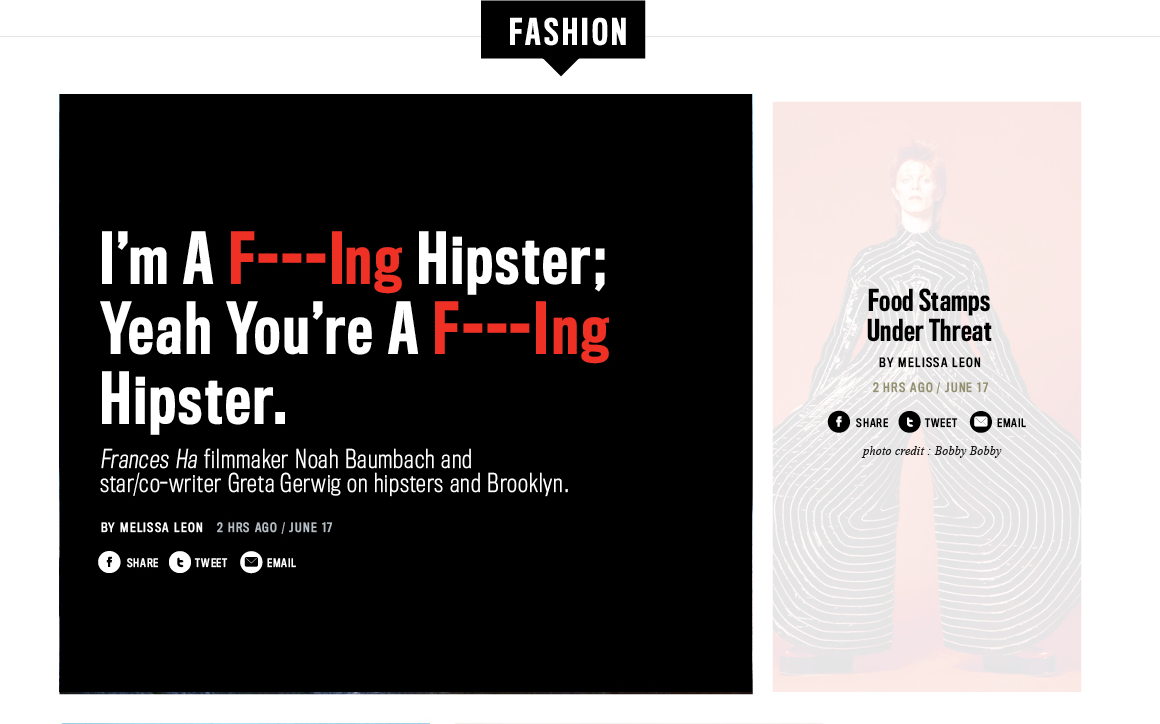 FASHION
I'm A F---Ing Hipster;
Yeah You're A F---Ing
Hipster.
Frances Ha filmmaker Noah Baumbach and
star/co-writer Greta Gerwig on hipsters and Brooklyn.
BY MELISSA LEON 2 HRS AGO / JUNE 17
SHARE TWEET EMAIL
Food Stamps
Under Threat
BY MELISSA LEON
2 HRS AGO / JUNE 17
SHARE TWEET EMAIL
photo credit : Bobby Bobby